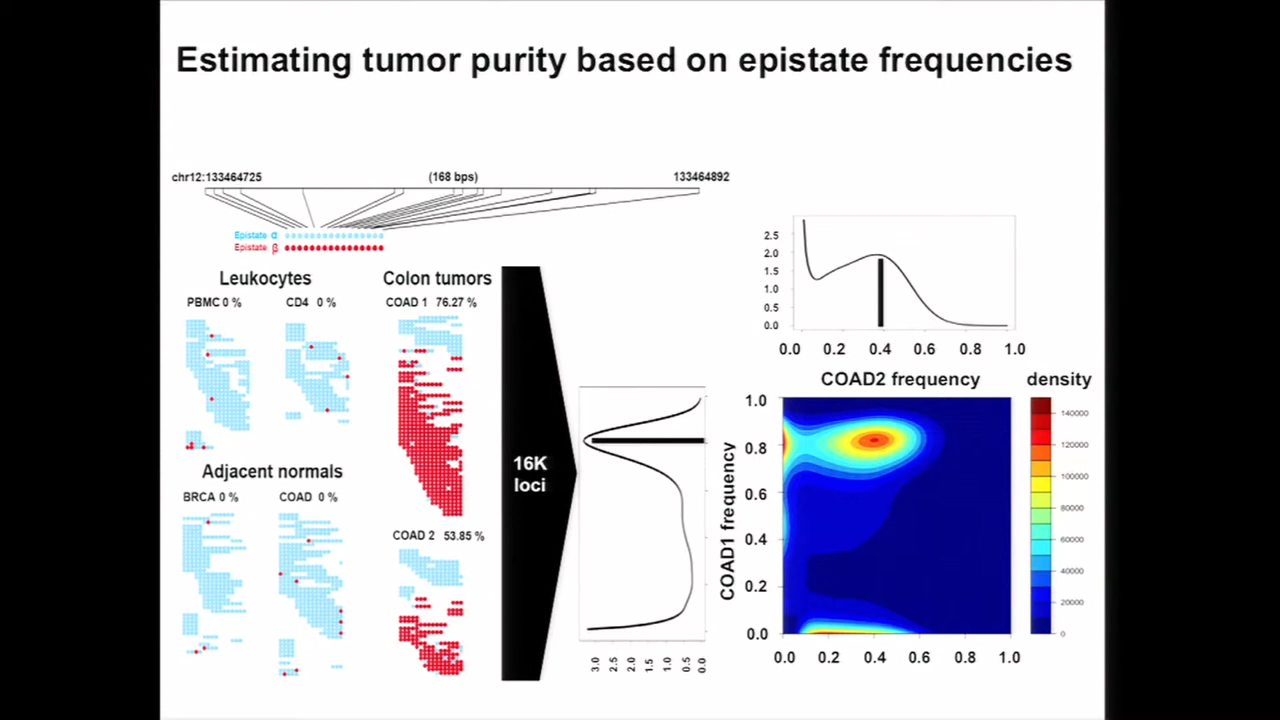 Estimating tumor purity based on epistate frequencies
chr12:133464725 (168 bps) 133464892
Epistate α
Epistate β
Leukocytes Colon tumors
PBMC 0 % CD4 0 % COAD 1 76.27 %
Adjacent normals
BRCA 0 % COAD 0 %
COAD 2 53.85 %
16K
loci
3.0 2.5 2.0 1.5 1.0 0.5 0.0
2.5
2.0
1.5
1.0
0.5
0.0
0.0 0.2 0.4 0.6 0.8 1.0
COAD2 frequency density
COAD1 frequency
1.0
0.8
0.6
0.4
0.2
0.0
0.0 0.2 0.4 0.6 0.8 1.0
140000
120000
100000
80000
60000
40000
20000
0